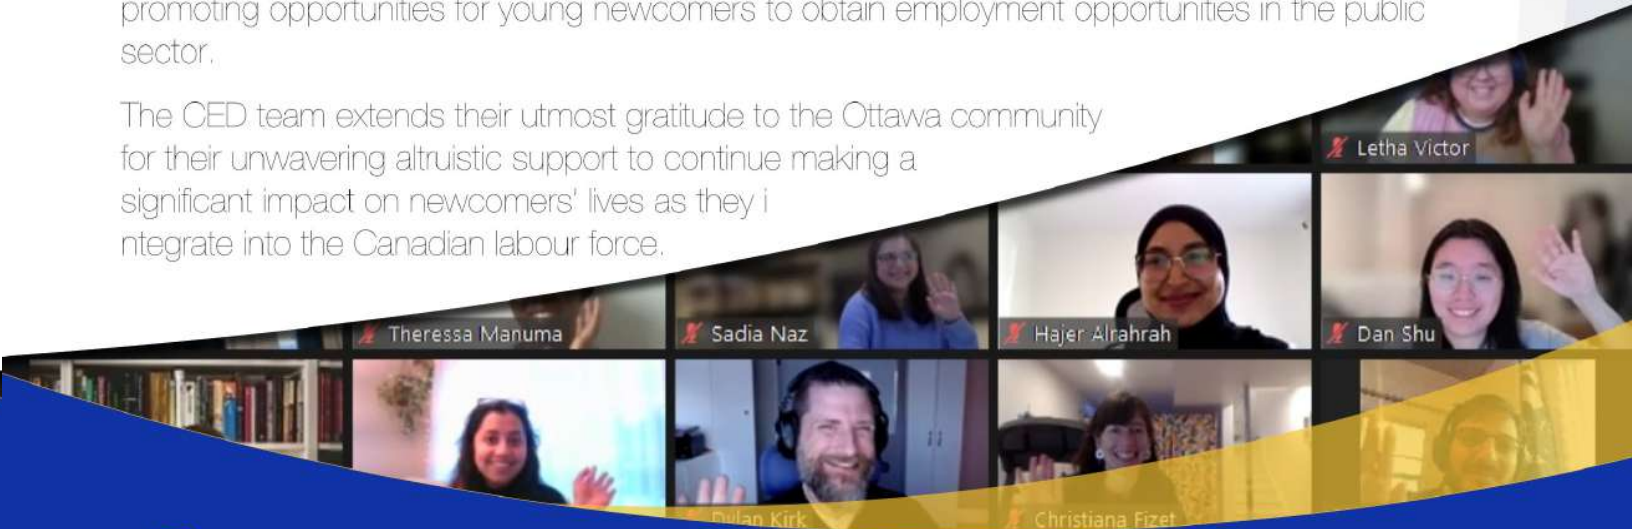 promoting opportunities for young newcomers to obtain employment opportunities in the public
sector.
The CED team extends their utmost gratitude to the Ottawa community
for their unwavering altruistic support to continue making a
significant impact on newcomers' lives as they i
ntegrate into the Canadian labour force.
Letha Victor
Theressa Manuma
Sadia Naz
Hajer Alrahrah
Dan Shu
Dylan Kirk
Christiana Fizet